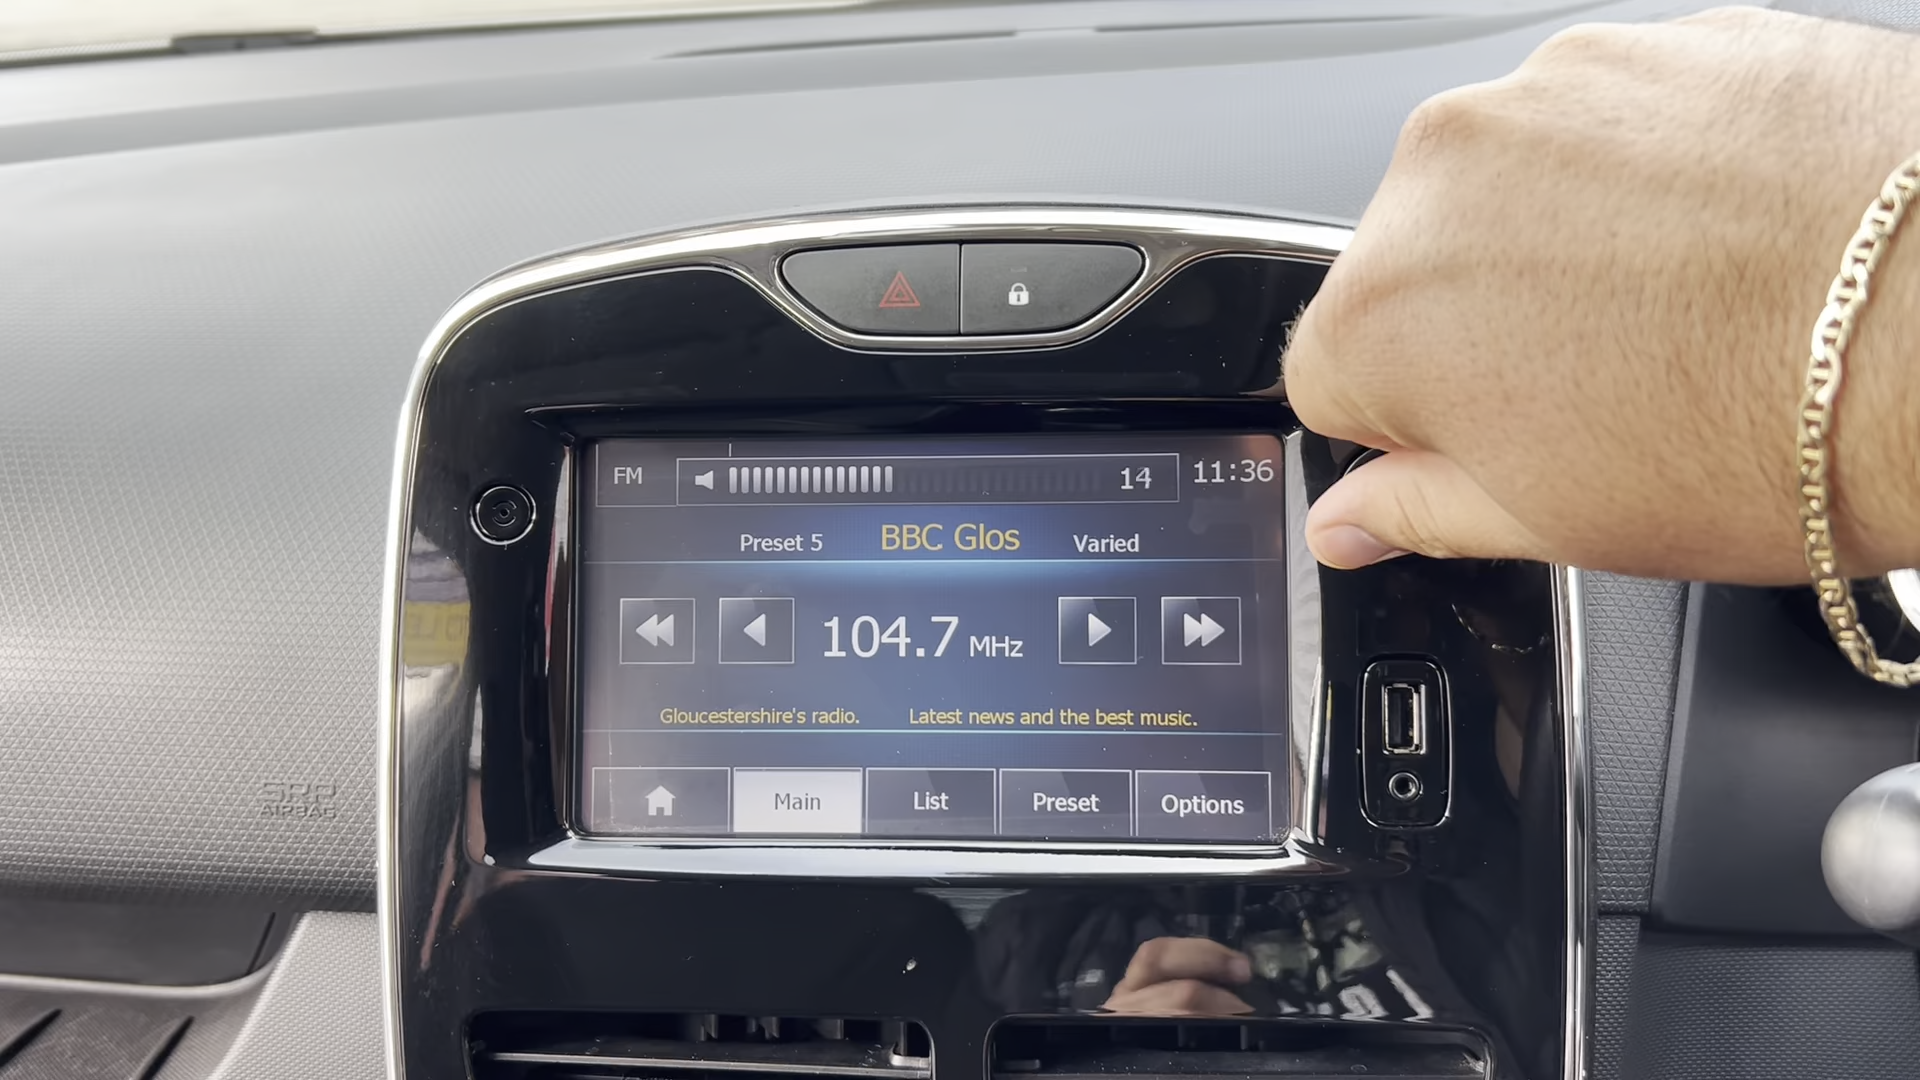 FM 14 11:36
Preset 5 BBC Glos Varied
104.7 MHz
Gloucestershire's radio. Latest news and the best music.
Main List Preset Options
SRP
AIRBAG